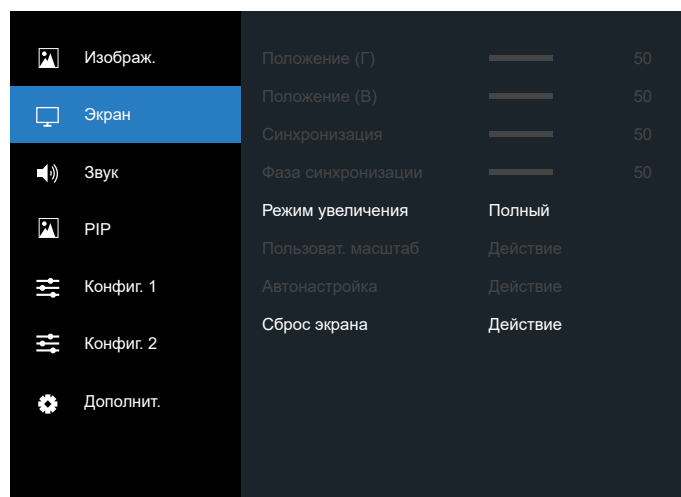 Изображ.
Экран
Звук
PIP
Конфиг. 1
Конфиг. 2
Дополнит.
Положение (Г) 50
Положение (В) 50
Синхронизация 50
Фаза синхронизации 50
Режим увеличения Полный
Пользоват. масштаб Действие
Автонастройка Действие
Сброс экрана Действие